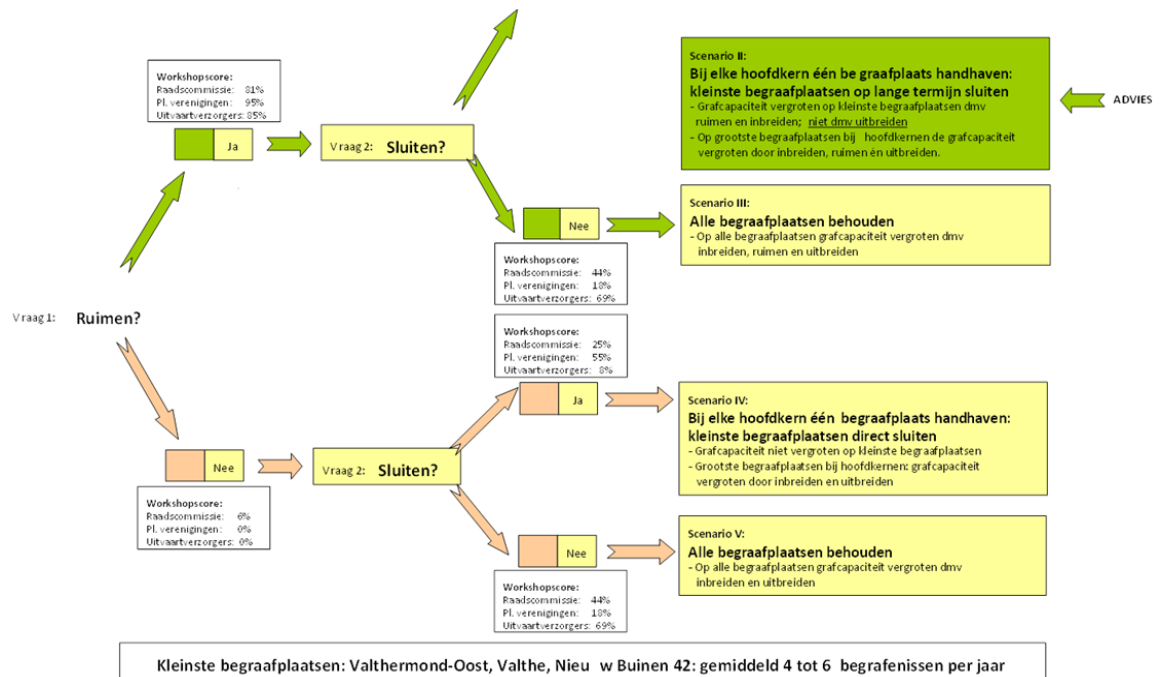 Workshopscore:
Raadscommissie: 81%
Pl. verenigingen: 95%
Uitvaartverzorgers: 85%
Ja
Vraag 2: Sluiten?
Scenario II:
Bij elke hoofdkern één be graafplaats handhaven:
kleinste begraafplaatsen op lange termijn sluiten
- Grafcapaciteit vergroten op kleinste begraafplaatsen dmv
ruimen en inbreiden; niet dmv uitbreiden
- Op grootste begraafplaatsen bij hoofdkernen de grafcapaciteit
vergroten door inbreiden, ruimen én uitbreiden.
ADVIES
Nee
Workshopscore:
Raadscommissie: 44%
Pl. verenigingen: 18%
Uitvaartverzorgers: 69%
Scenario III:
Alle begraafplaatsen behouden
- Op alle begraafplaatsen grafcapaciteit vergroten dmv
inbreiden, ruimen en uitbreiden
Vraag 1: Ruimen?
Workshopscore:
Raadscommissie: 25%
Pl. verenigingen: 55%
Uitvaartverzorgers: 8%
Ja
Scenario IV:
Bij elke hoofdkern één begraafplaats handhaven:
kleinste begraafplaatsen direct sluiten
- Grafcapaciteit niet vergroten op kleinste begraafplaatsen
- Grootste begraafplaatsen bij hoofdkernen: grafcapaciteit
vergroten door inbreiden en uitbreiden
Nee
Vraag 2: Sluiten?
Workshopscore:
Raadscommissie: 6%
Pl. verenigingen: 0%
Uitvaartverzorgers: 0%
Nee
Workshopscore:
Raadscommissie: 44%
Pl. verenigingen: 18%
Uitvaartverzorgers: 69%
Scenario V:
Alle begraafplaatsen behouden
- Op alle begraafplaatsen grafcapaciteit vergroten dmv
inbreiden en uitbreiden
Kleinste begraafplaatsen: Valthermond-Oost, Valthe, Nieu w Buinen 42: gemiddeld 4 tot 6 begrafenissen per jaar